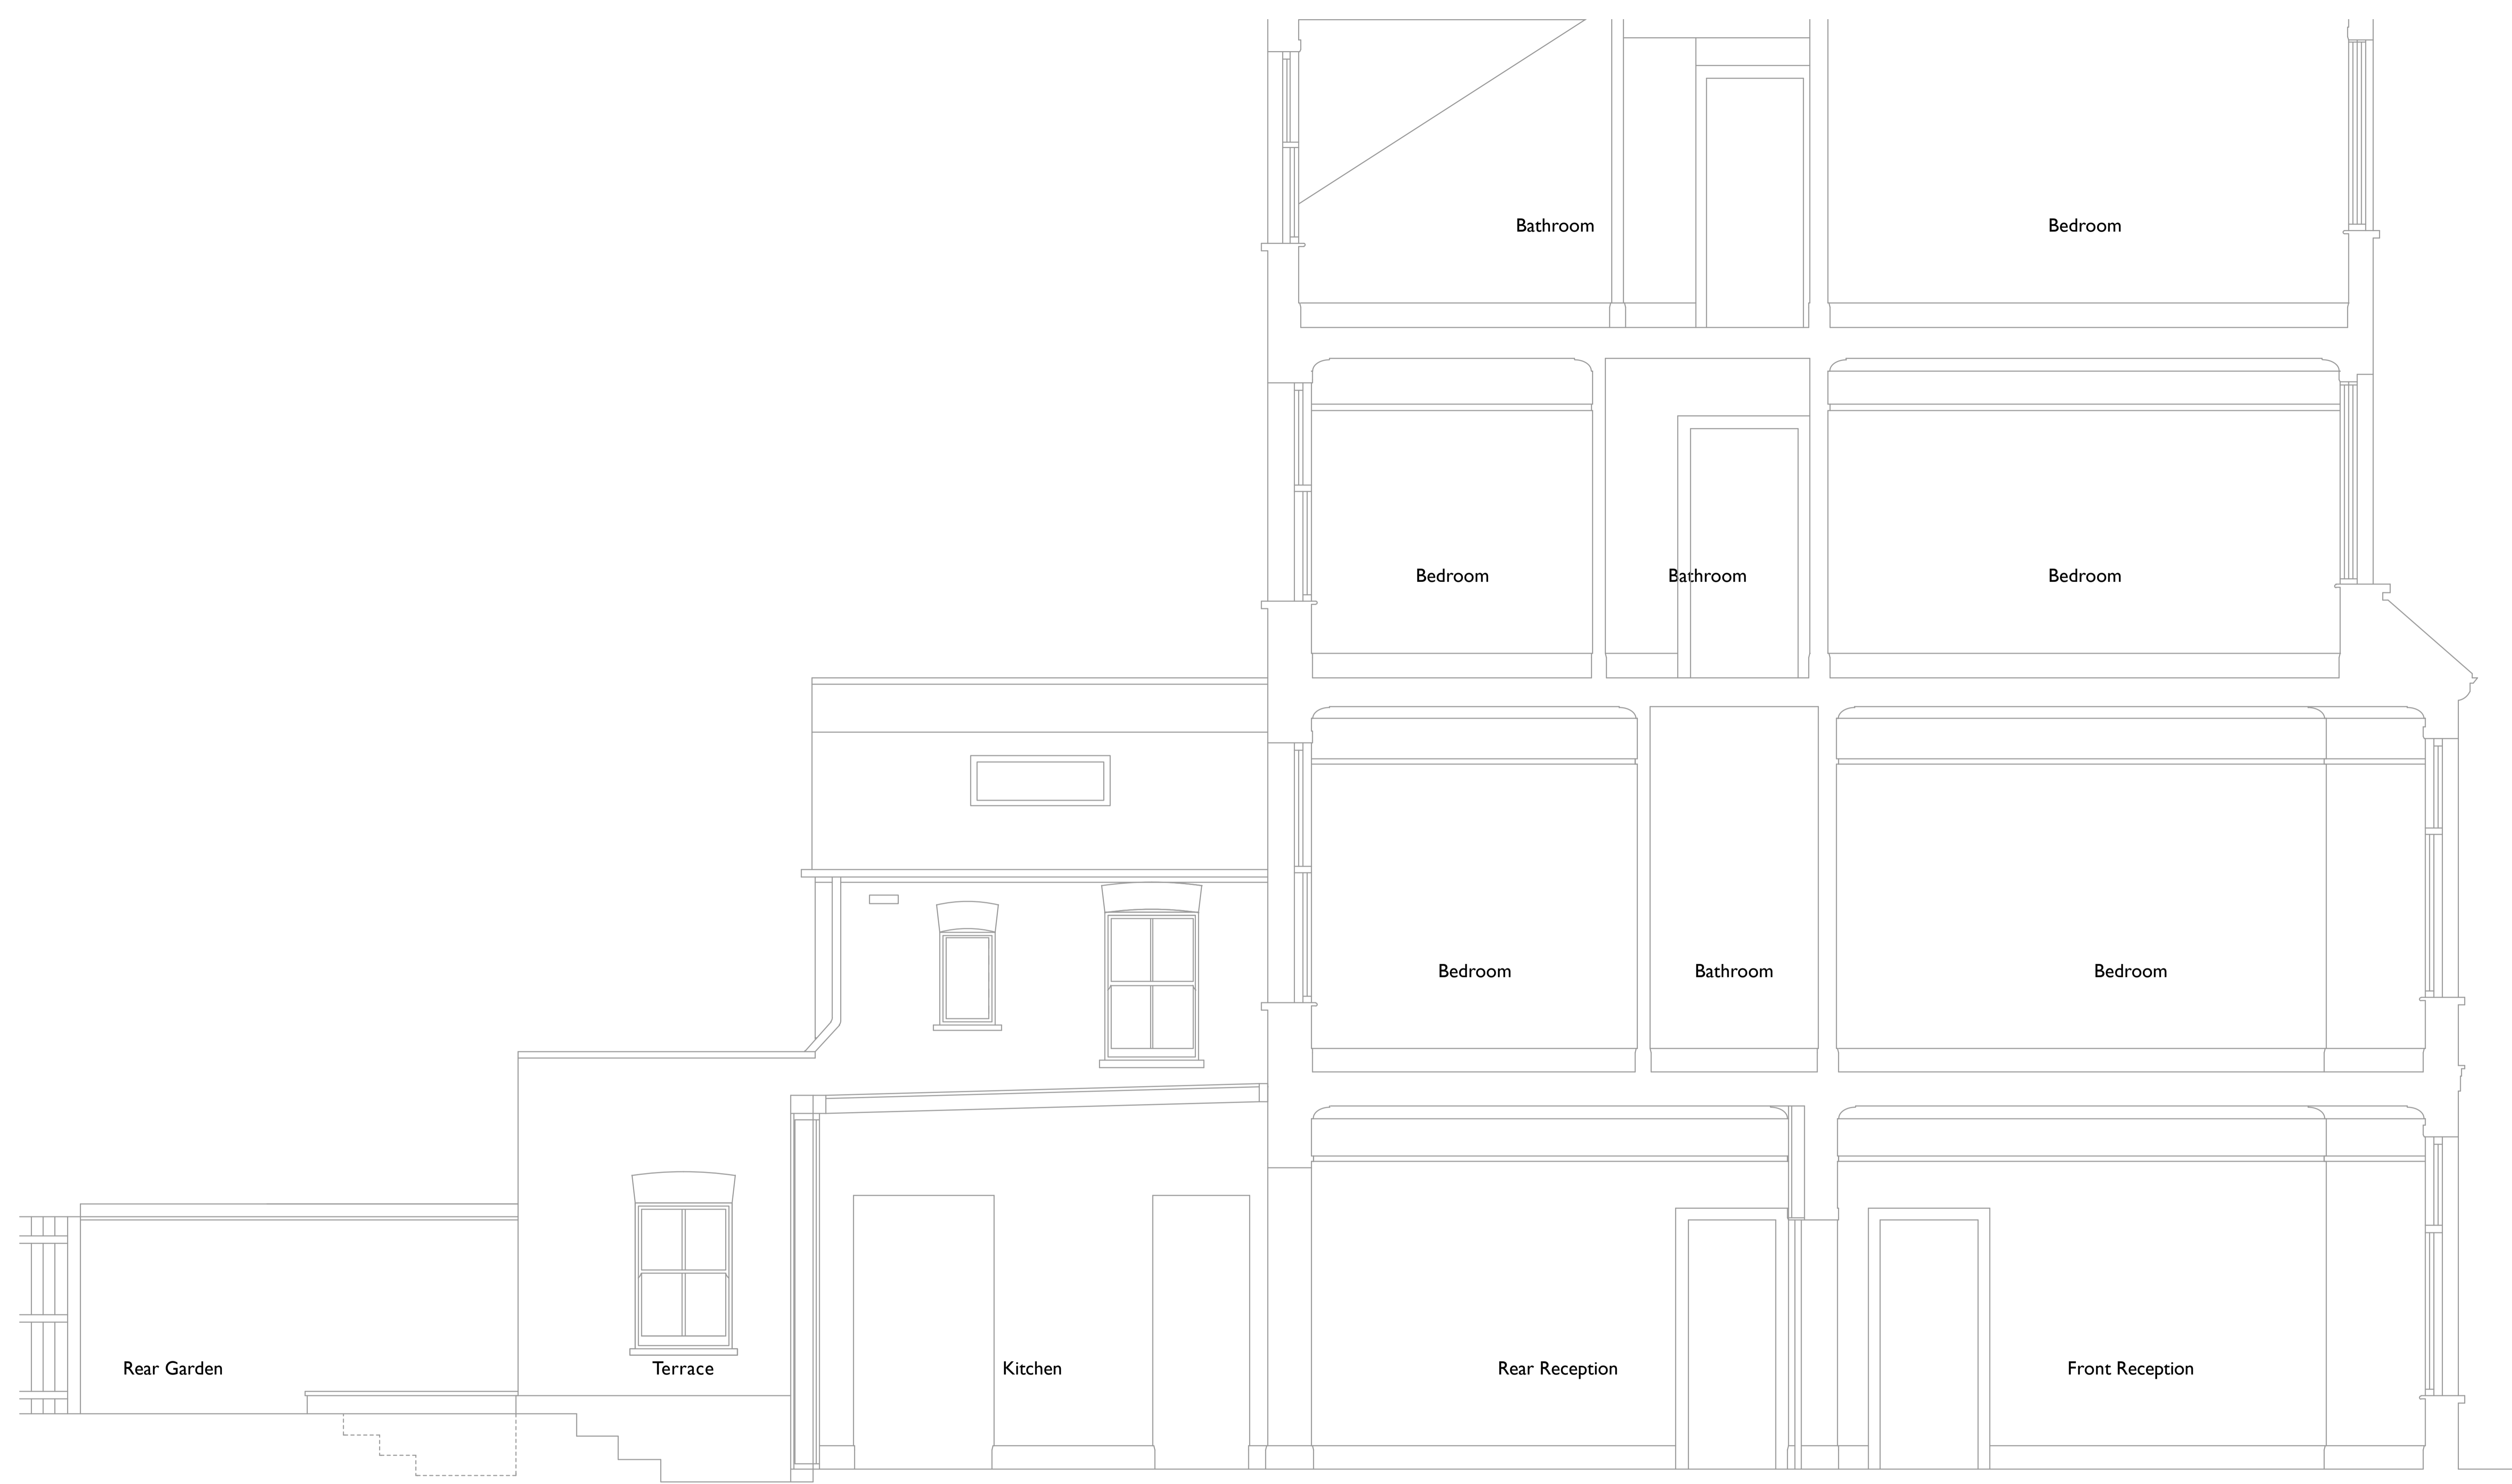 Bathroom
Bedroom
Bedroom
Bathroom
Bedroom
Bedroom
Bathroom
Bedroom
Rear Garden
Terrace
Kitchen
Rear Reception
Front Reception